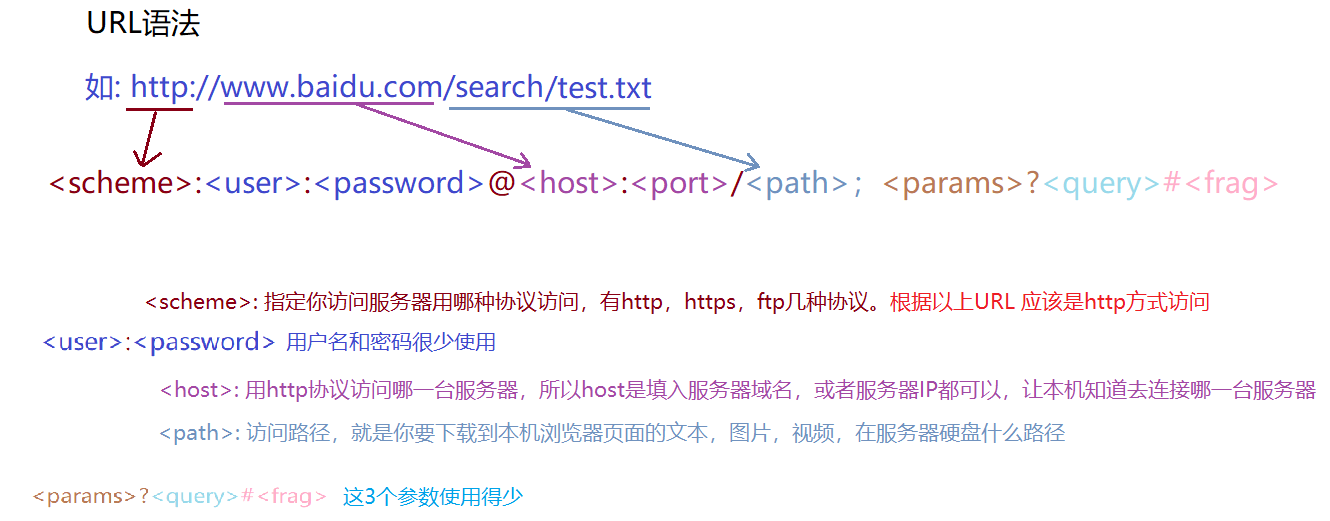 URL语法
如: http://www.baidu.com/search/test.txt
<scheme>:<user>:<password>@<host>:<port>/<path>；<params>?<query>#<frag>
<scheme>: 指定你访问服务器用哪种协议访问，有http，https，ftp几种协议。根据以上URL 应该是http方式访问
<user>:<password> 用户名和密码很少使用
<host>: 用http协议访问哪一台服务器，所以host是填入服务器域名，或者服务器IP都可以，让本机知道去连接哪一台服务器
<path>: 访问路径，就是你要下载到本机浏览器页面的文本，图片，视频，在服务器硬盘什么路径
<params>?<query>#<frag> 这3个参数使用得少